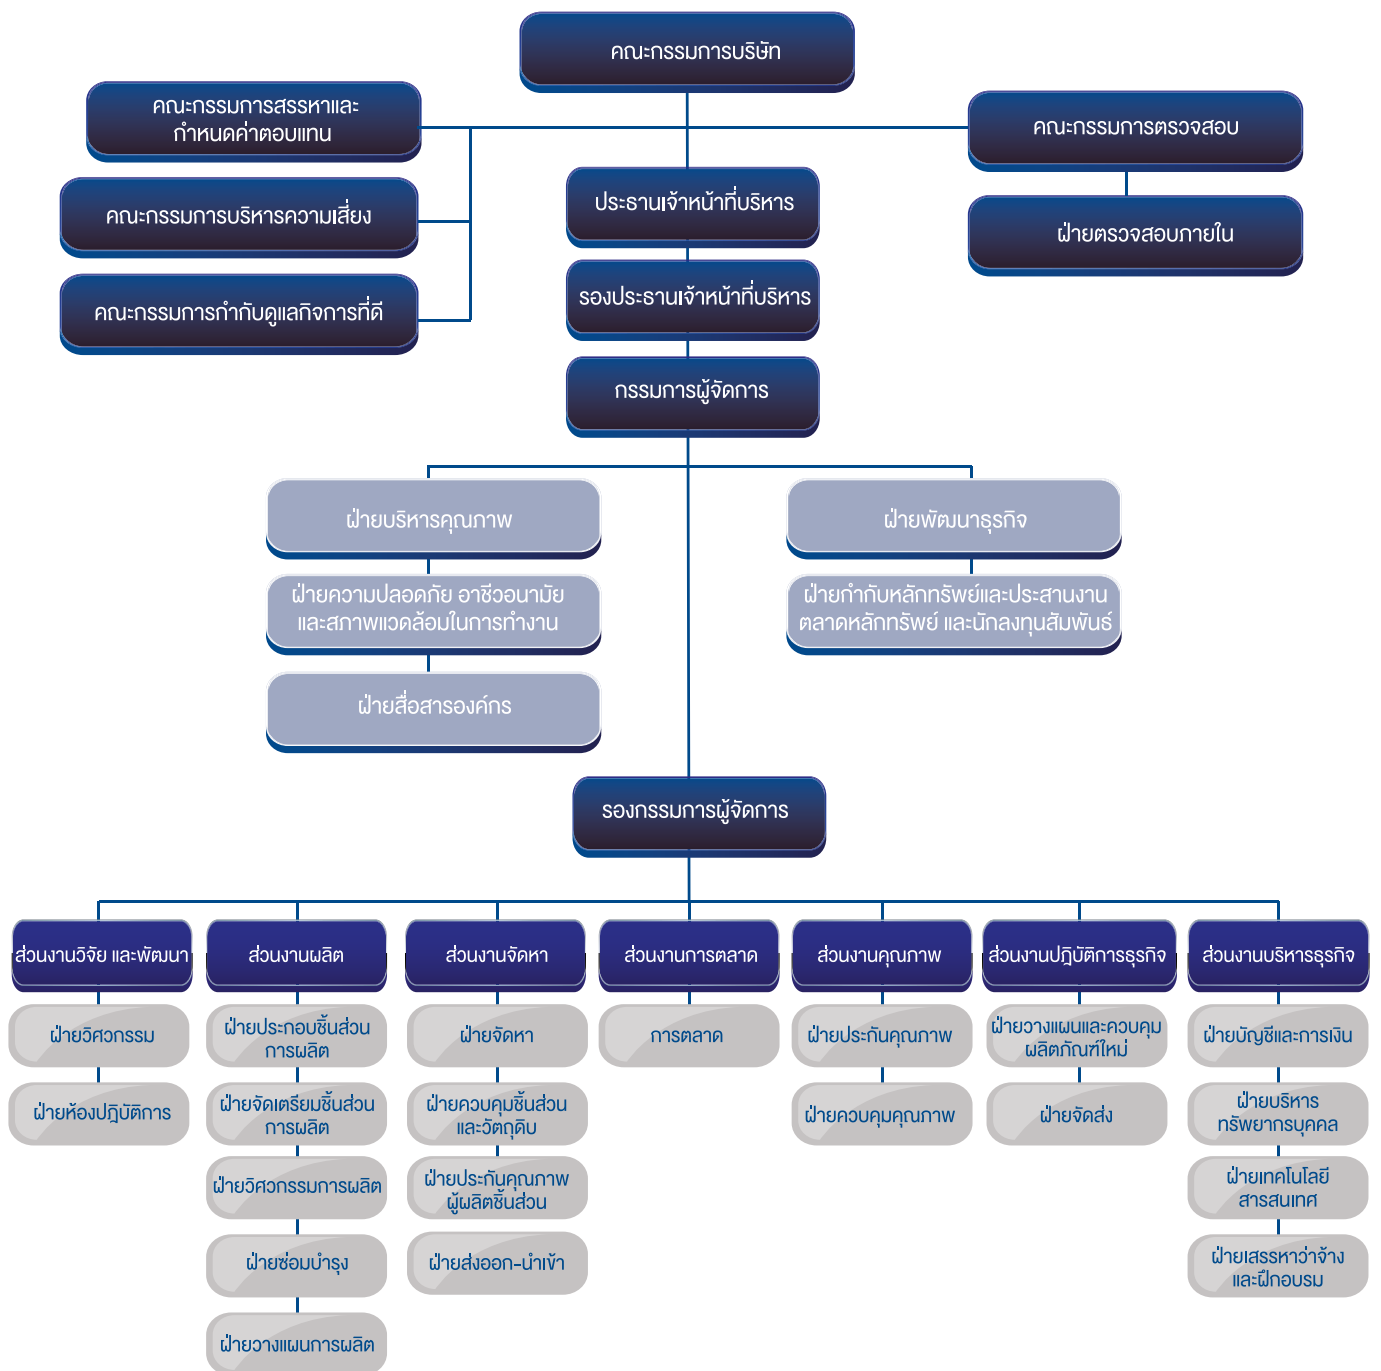 คณะกรรมการบริษัท
คณะกรรมการสรรหาและ
กำหนดค่าตอบแทน
คณะกรรมการตรวจสอบ
ประธานเจ้าหน้าที่บริหาร
คณะกรรมการบริหารความเสี่ยง
ฝ่ายตรวจสอบภายใน
รองประธานเจ้าหน้าที่บริหาร
คณะกรรมการกำกับดูแลกิจการที่ดี
กรรมการผู้จัดการ
ฝ่ายบริหารคุณภาพ
ฝ่ายพัฒนาธุรกิจ
ฝ่ายความปลอดภัย อาชีวอนามัย
และสภาพแวดล้อมในการทำงาน
ฝ่ายกำกับหลักทรัพย์และประสานงาน
ตลาดหลักทรัพย์ และนักลงทุนสัมพันธ์
ฝ่ายสื่อสารองค์กร
รองกรรมการผู้จัดการ
ส่วนงานวิจัย และพัฒนา
ส่วนงานผลิต
ส่วนงานจัดหา
ส่วนงานการตลาด
ส่วนงานคุณภาพ
ส่วนงานปฎิบัติการธุรกิจ
ส่วนงานบริหารธุรกิจ
ฝ่ายวิศวกรรม
ฝ่ายประกอบชิ้นส่วน
การผลิต
ฝ่ายจัดหา
การตลาด
ฝ่ายประกันคุณภาพ
ฝ่ายวางแผนและควบคุม
ผลิตภัณฑ์ใหม่
ฝ่ายบัญชีและการเงิน
ฝ่ายห้องปฎิบัติการ
ฝ่ายจัดเตรียมชิ้นส่วน
การผลิต
ฝ่ายควบคุมชิ้นส่วน
และวัตถุดิบ
ฝ่ายควบคุมคุณภาพ
ฝ่ายจัดส่ง
ฝ่ายบริหาร
ทรัพยากรบุคคล
ฝ่ายวิศวกรรมการผลิต
ฝ่ายประกันคุณภาพ
ผู้ผลิตชิ้นส่วน
ฝ่ายเทคโนโลยี
สารสนเทศ
ฝ่ายซ่อมบำรุง
ฝ่ายส่งออก-นำเข้า
ฝ่ายเสรรหาว่าจ้าง
และฝึกอบรม
ฝ่ายวางแผนการผลิต